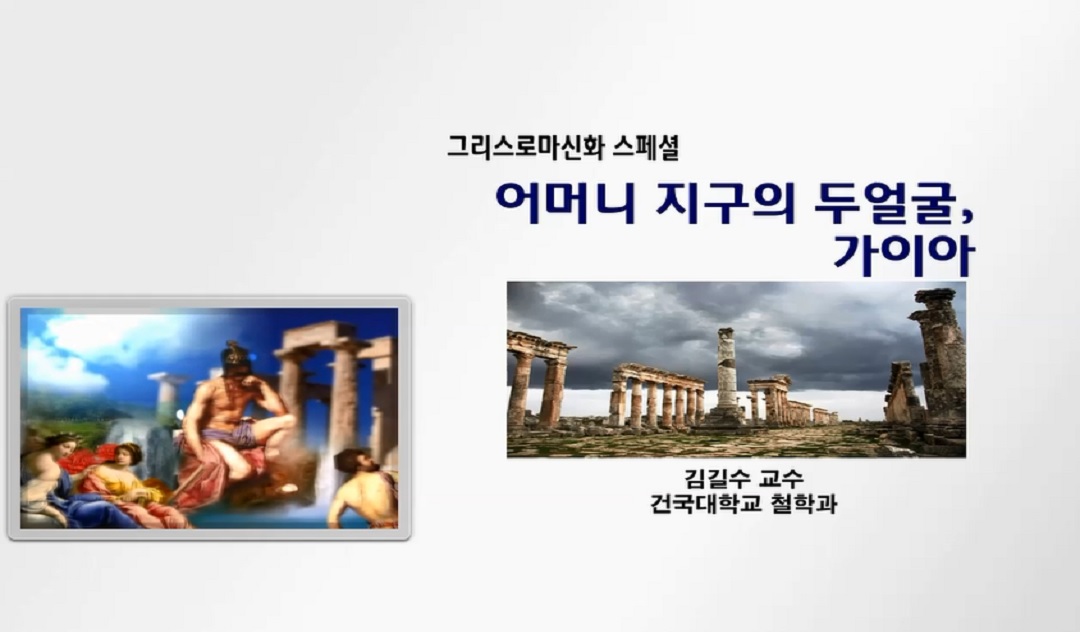 그리스로마신화 스페셜
어머니 지구의 두얼굴,
가이아
김길수 교수
건국대학교 철학과